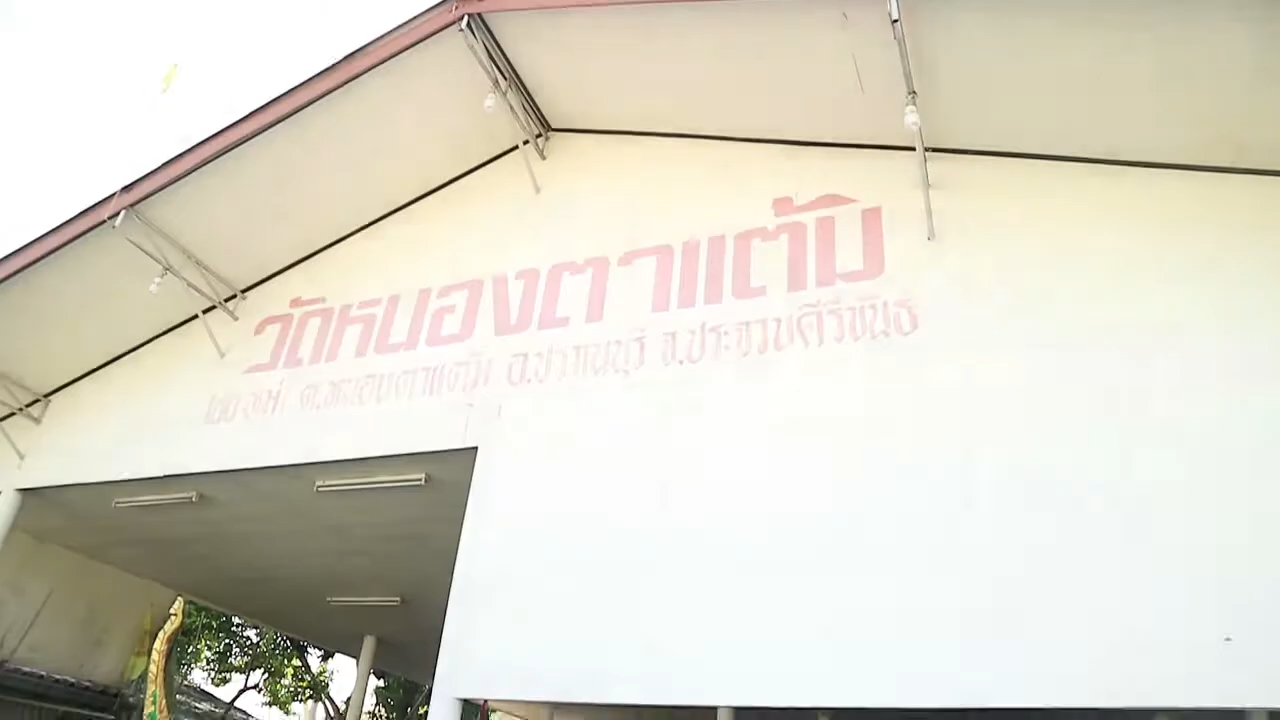 วัดหนองตาแต้ม
ต.หนองตาแต้ม อ.ปราณบุรี จ.ประจวบคีรีขันธ์